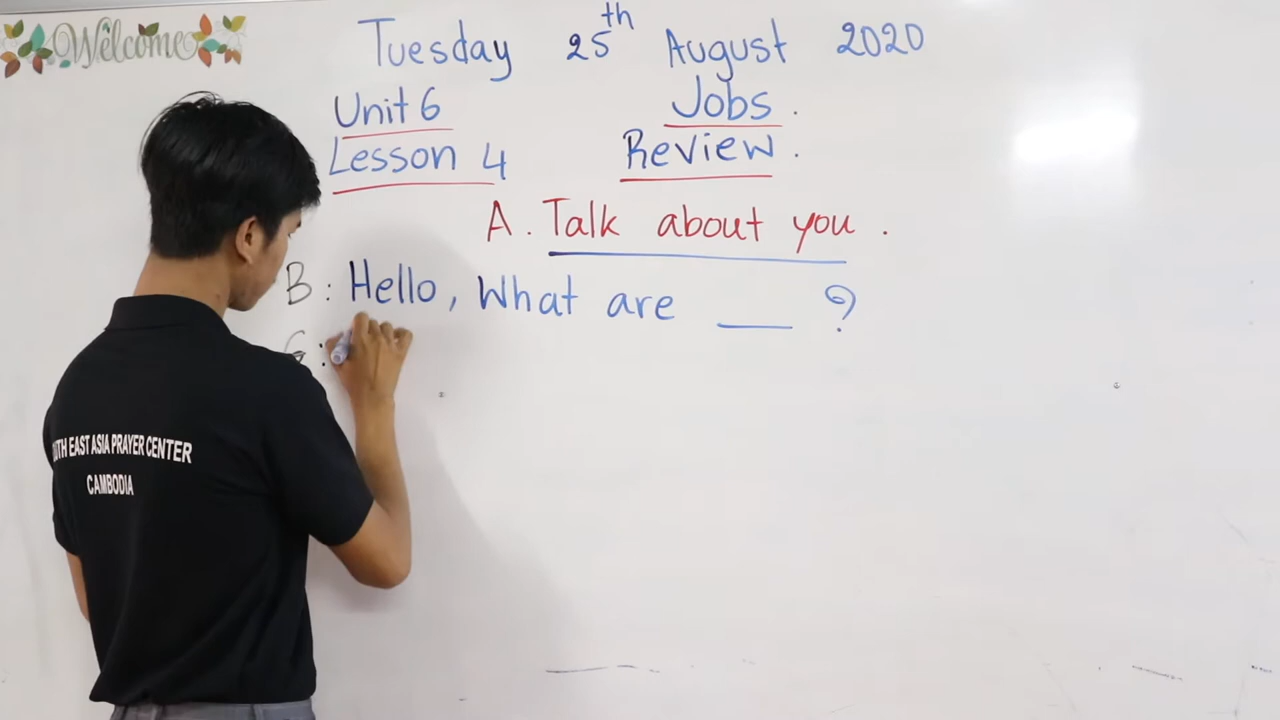 Welcome
Tuesday 25th August 2020
Unit 6 Jobs.
Lesson 4 Review.
A. Talk about you.
B: Hello, What are ___ ?
G:
EAST ASIA PRAYER CENTER
CAMBODIA